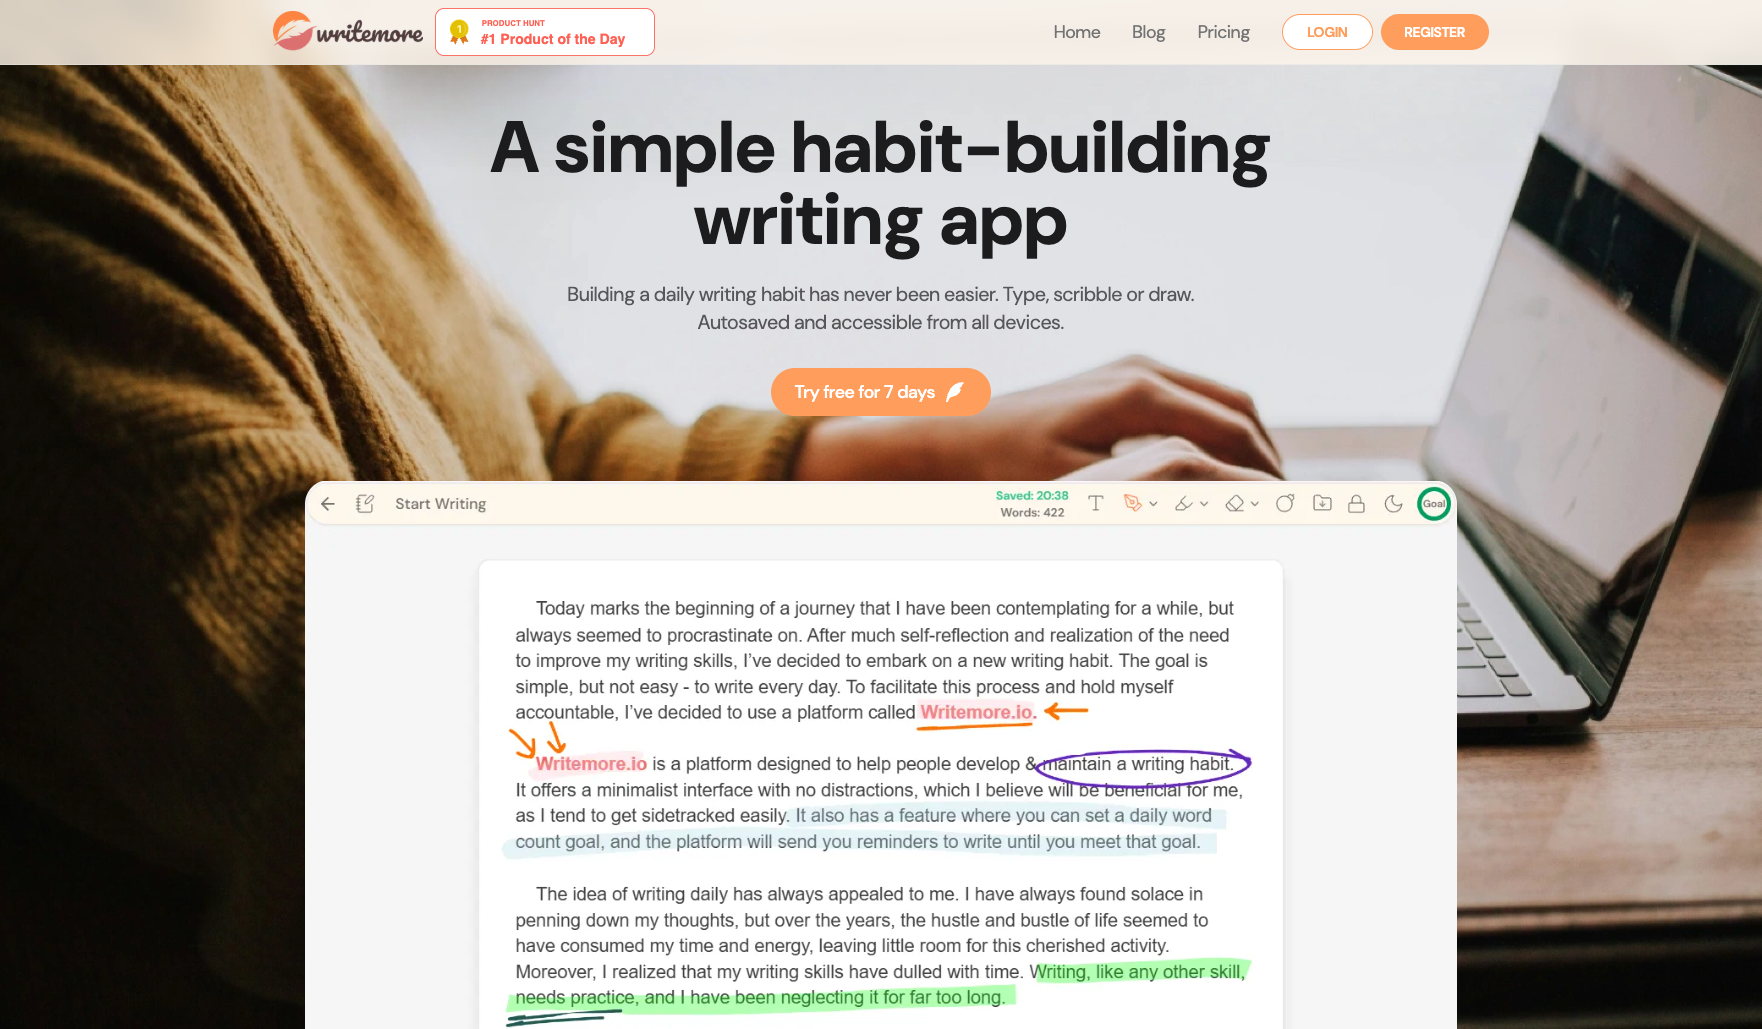 writemore
PRODUCT HUNT
1
#1 Product of the Day
Home
Blog
Pricing
LOGIN
REGISTER
A simple habit-building
writing app
Building a daily writing habit has never been easier. Type, scribble or draw.
Autosaved and accessible from all devices.
Try free for 7 days
Start Writing
Saved: 20:38
Words: 422
Goal
Today marks the beginning of a journey that I have been contemplating for a while, but
always seemed to procrastinate on. After much self-reflection and realization of the need
to improve my writing skills, I've decided to embark on a new writing habit. The goal is
simple, but not easy - to write every day. To facilitate this process and hold myself
accountable, I've decided to use a platform called Writemore.io.
Writemore.io is a platform designed to help people develop & maintain a writing habit.
It offers a minimalist interface with no distractions, which I believe will be beneficial for me,
as I tend to get sidetracked easily. It also has a feature where you can set a daily word
count goal, and the platform will send you reminders to write until you meet that goal.
The idea of writing daily has always appealed to me. I have always found solace in
penning down my thoughts, but over the years, the hustle and bustle of life seemed to
have consumed my time and energy, leaving little room for this cherished activity.
Moreover, I realized that my writing skills have dulled with time. Writing, like any other skill,
needs practice, and I have been neglecting it for far too long.